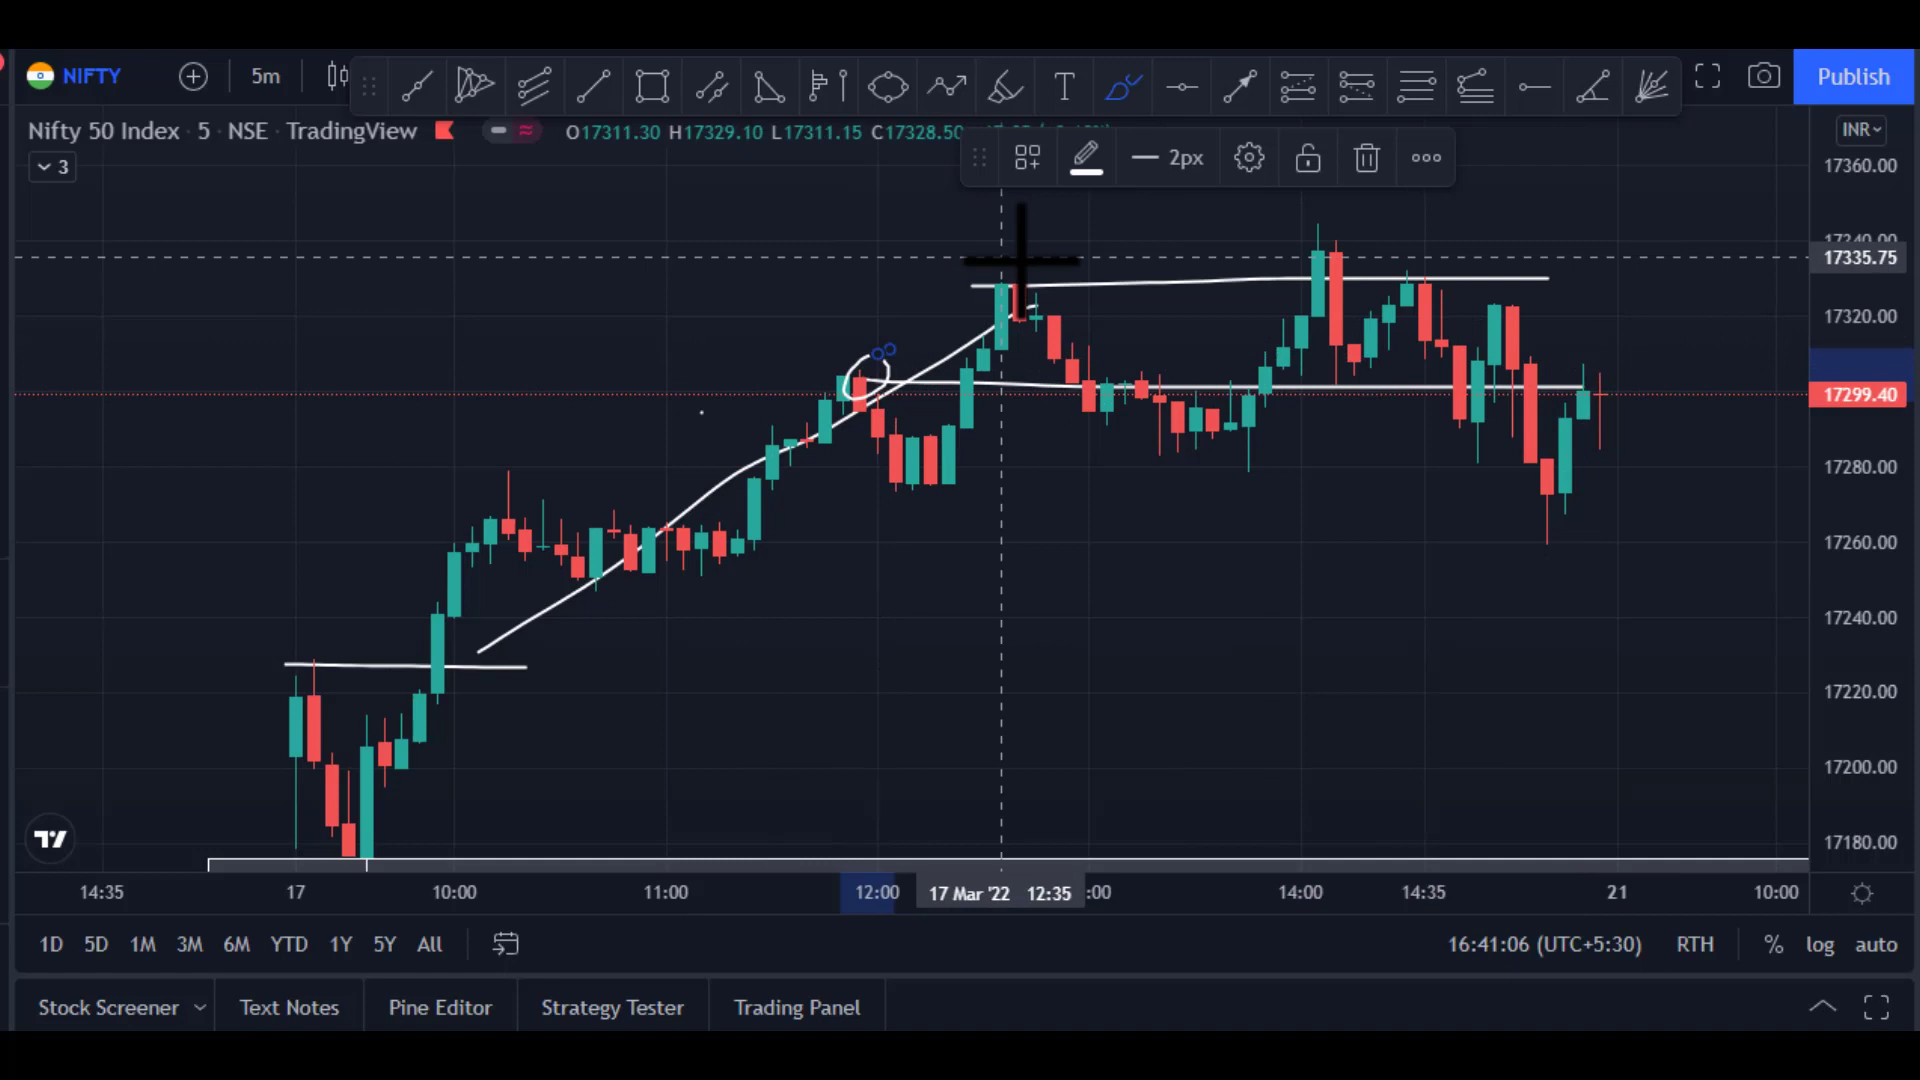 NIFTY 5m Publish
Nifty 50 Index · 5 · NSE · TradingView O17311.30 H17329.10 L17311.15 C17328.50
2px
INR
3
17360.00
17335.75
17320.00
17299.40
17280.00
17260.00
17240.00
17220.00
17200.00
17180.00
14:35 17 10:00 11:00 12:00 17 Mar '22 12:35 :00 14:00 14:35 21 10:00
1D 5D 1M 3M 6M YTD 1Y 5Y All 16:41:06 (UTC+5:30) RTH % log auto
Stock Screener Text Notes Pine Editor Strategy Tester Trading Panel